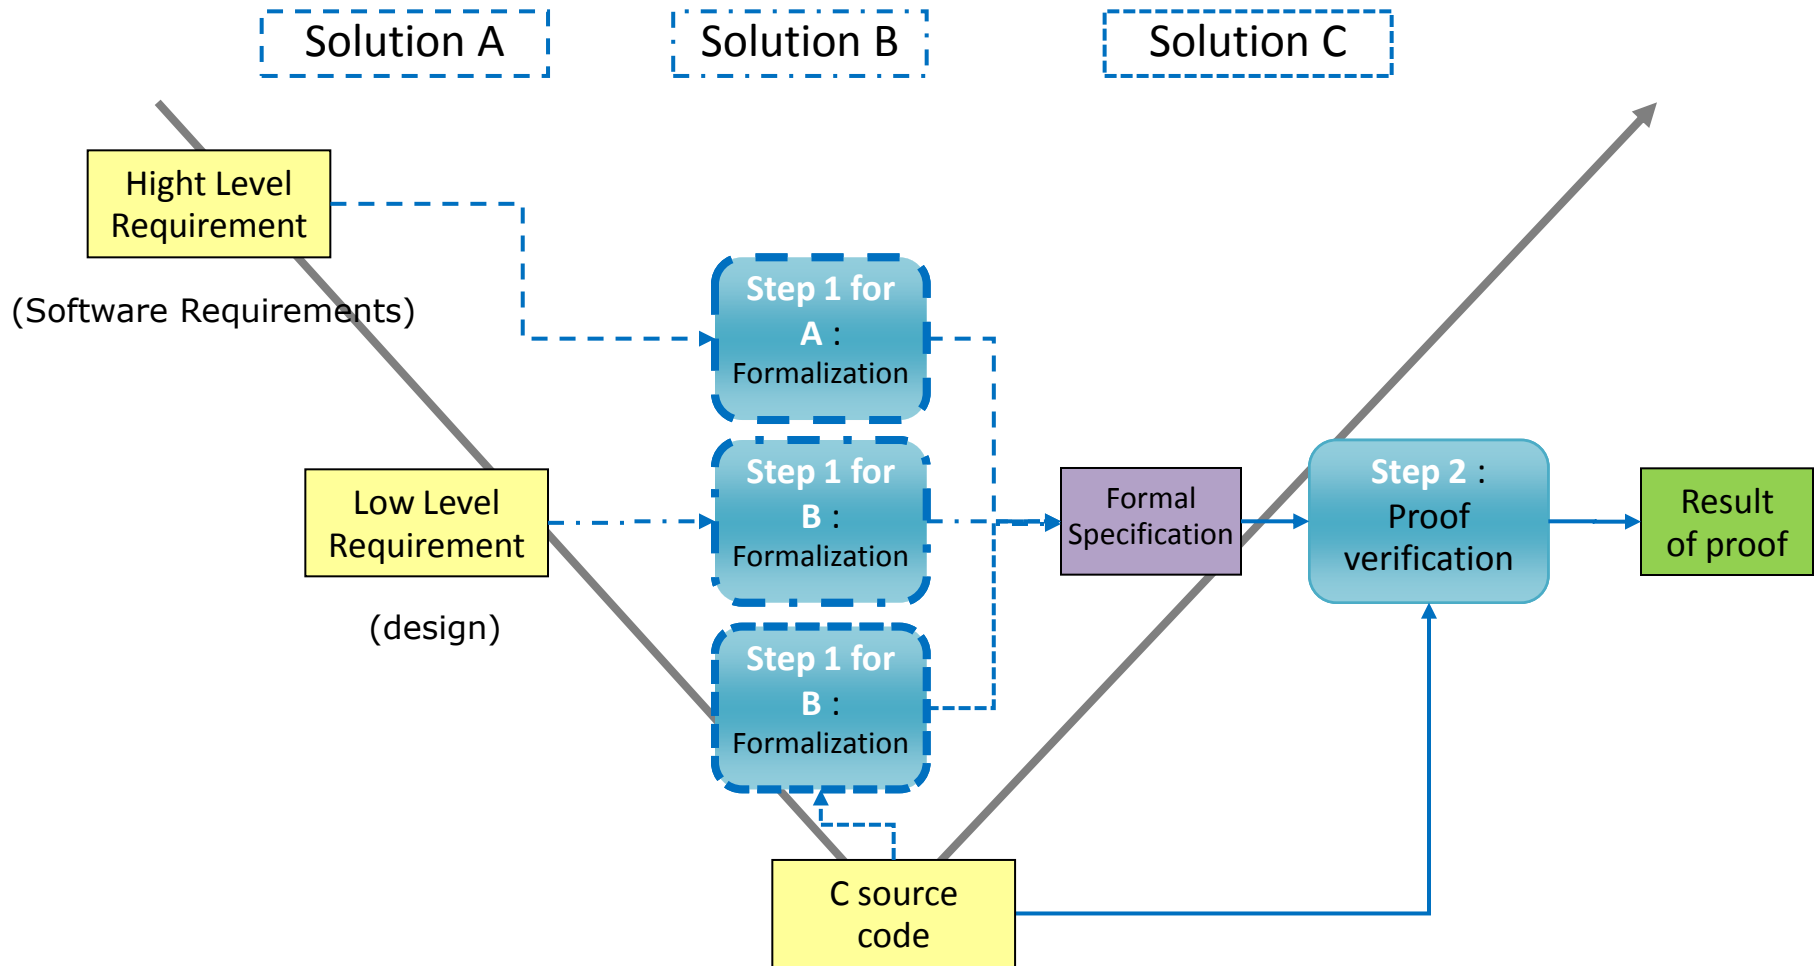 Solution A
Solution B
Solution C
Hight Level
Requirement
(Software Requirements)
Step 1 for
A :
Formalization
Low Level
Requirement
(design)
Step 1 for
B :
Formalization
Formal
Specification
Step 2 :
Proof
verification
Result
of proof
Step 1 for
B :
Formalization
C source
code